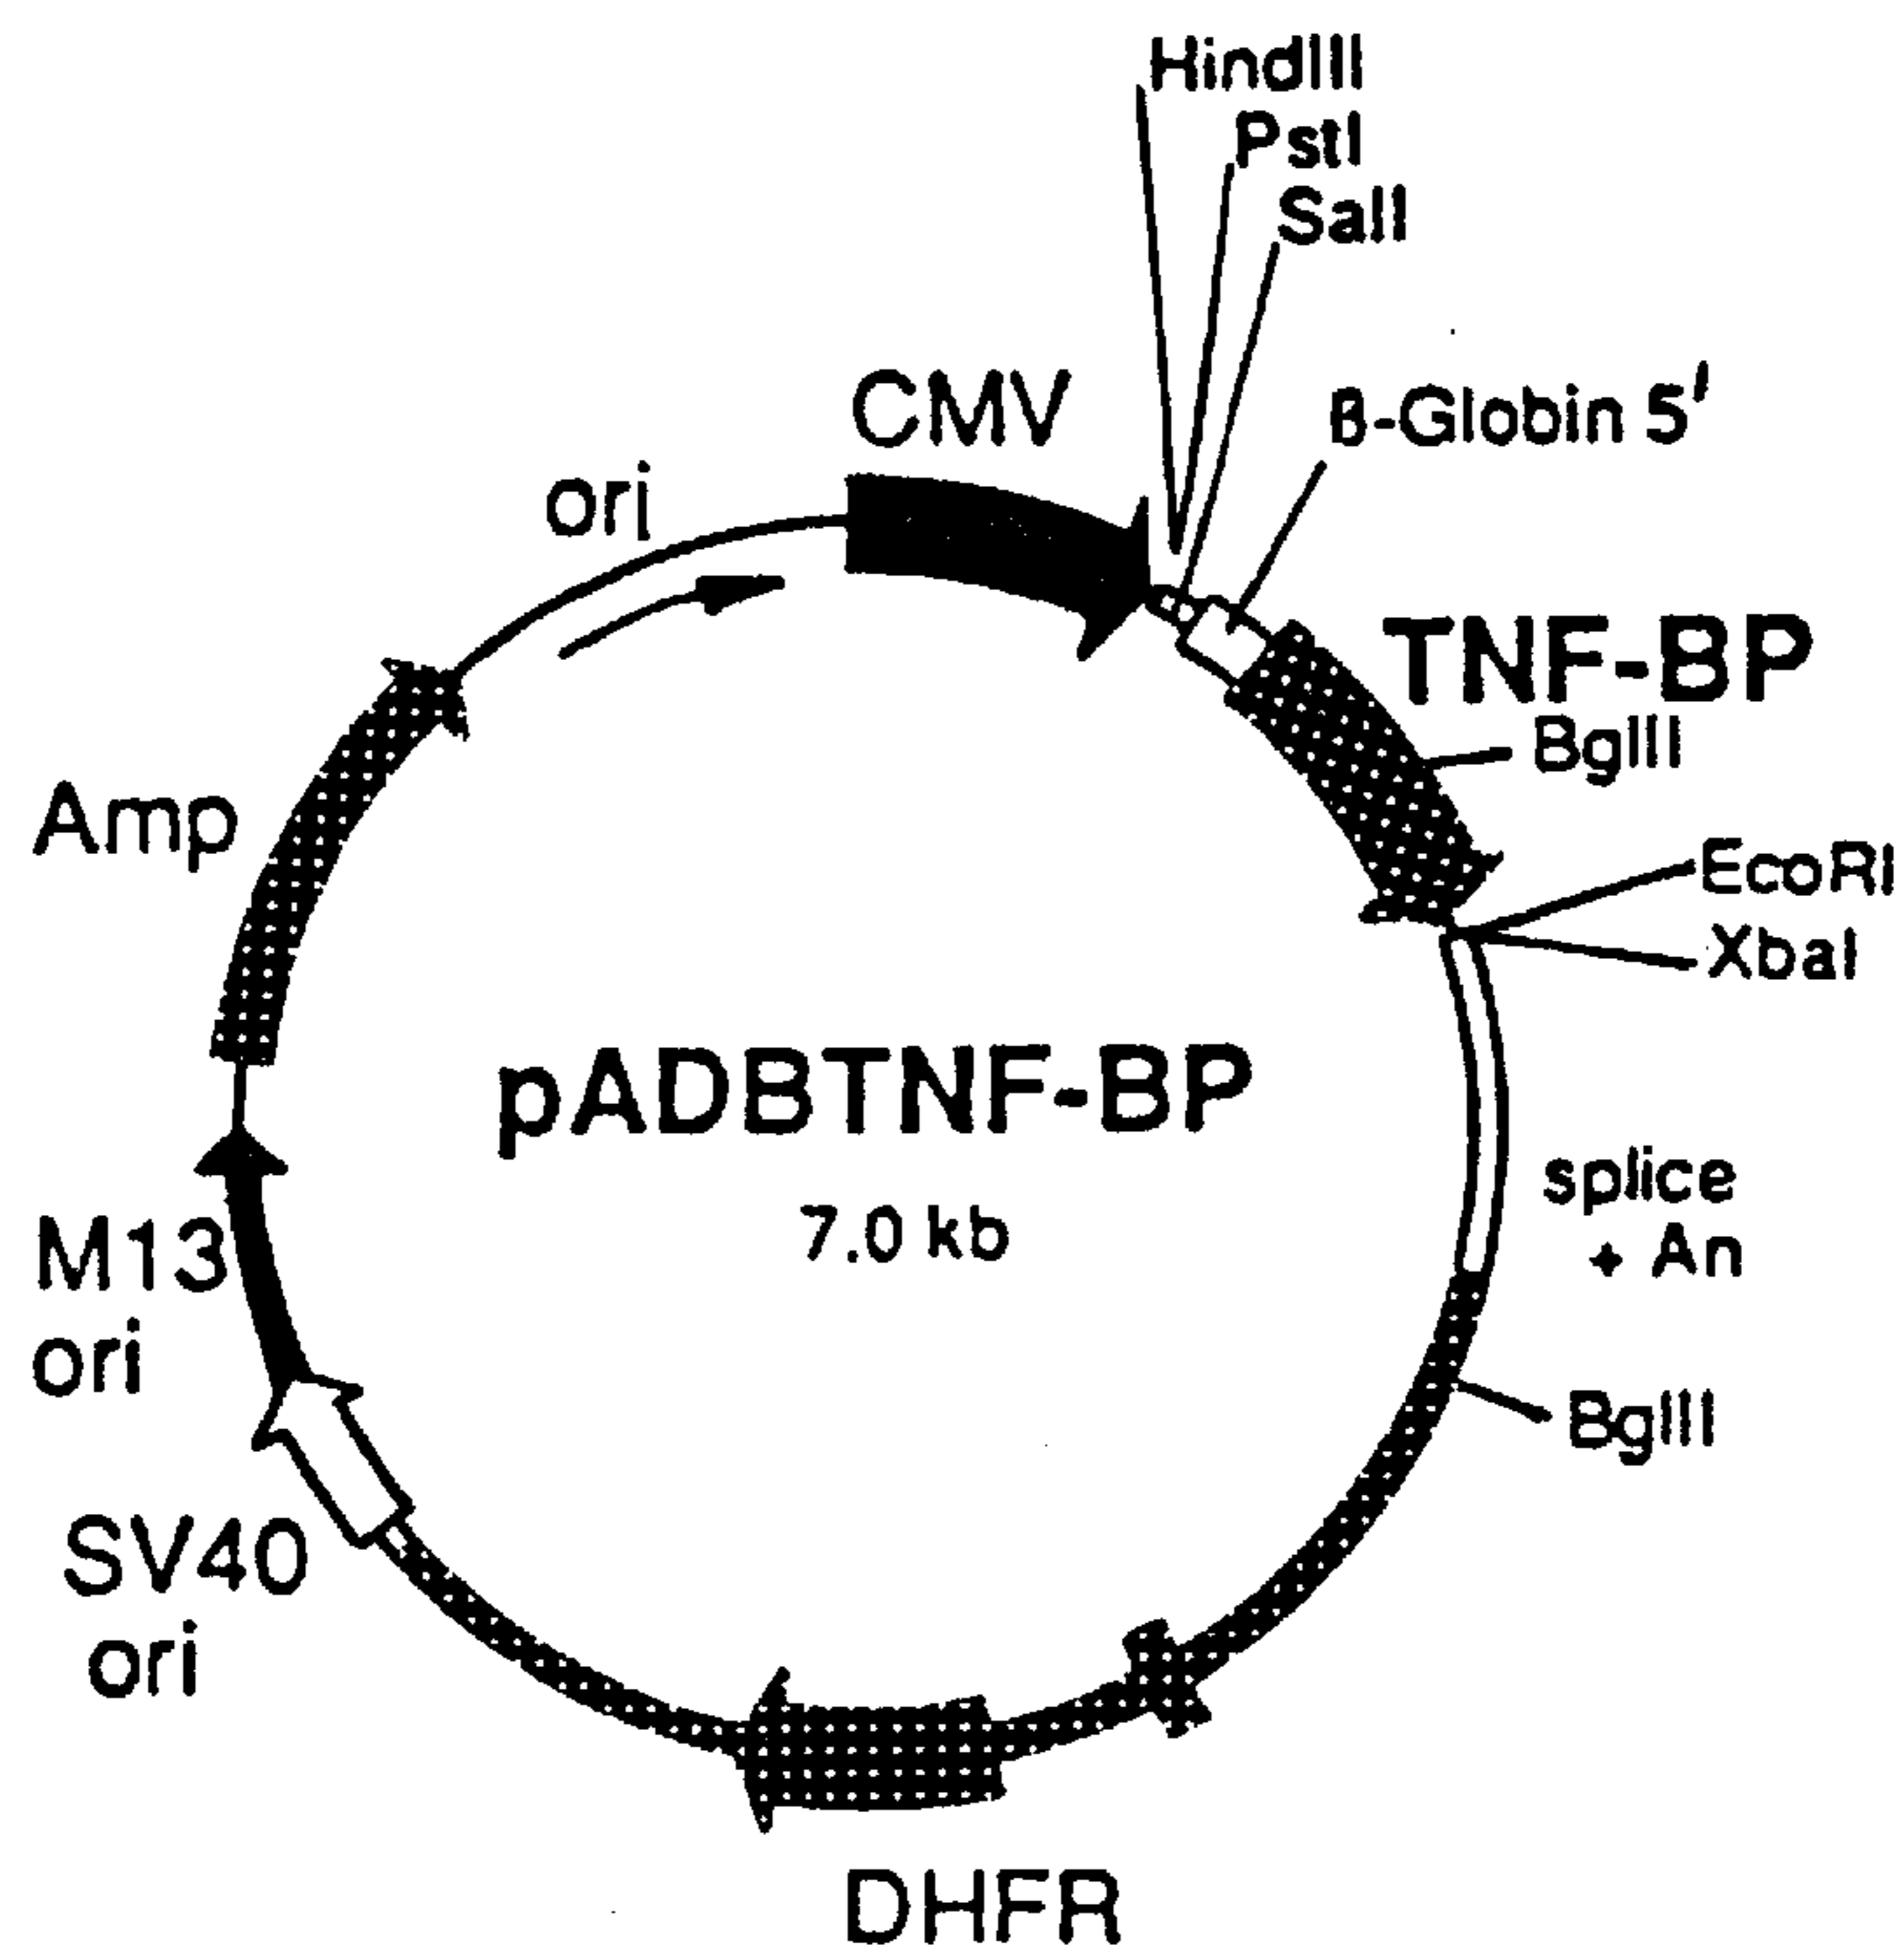 HindIII
PstI
SalI
CMV
ß-Globin 5'
ori
TNF-BP
BglII
Amp
EcoRI
XbaI
pADBTNF-BP
7.0 kb
splice
+ An
M13
ori
BglII
SV40
ori
DHFR